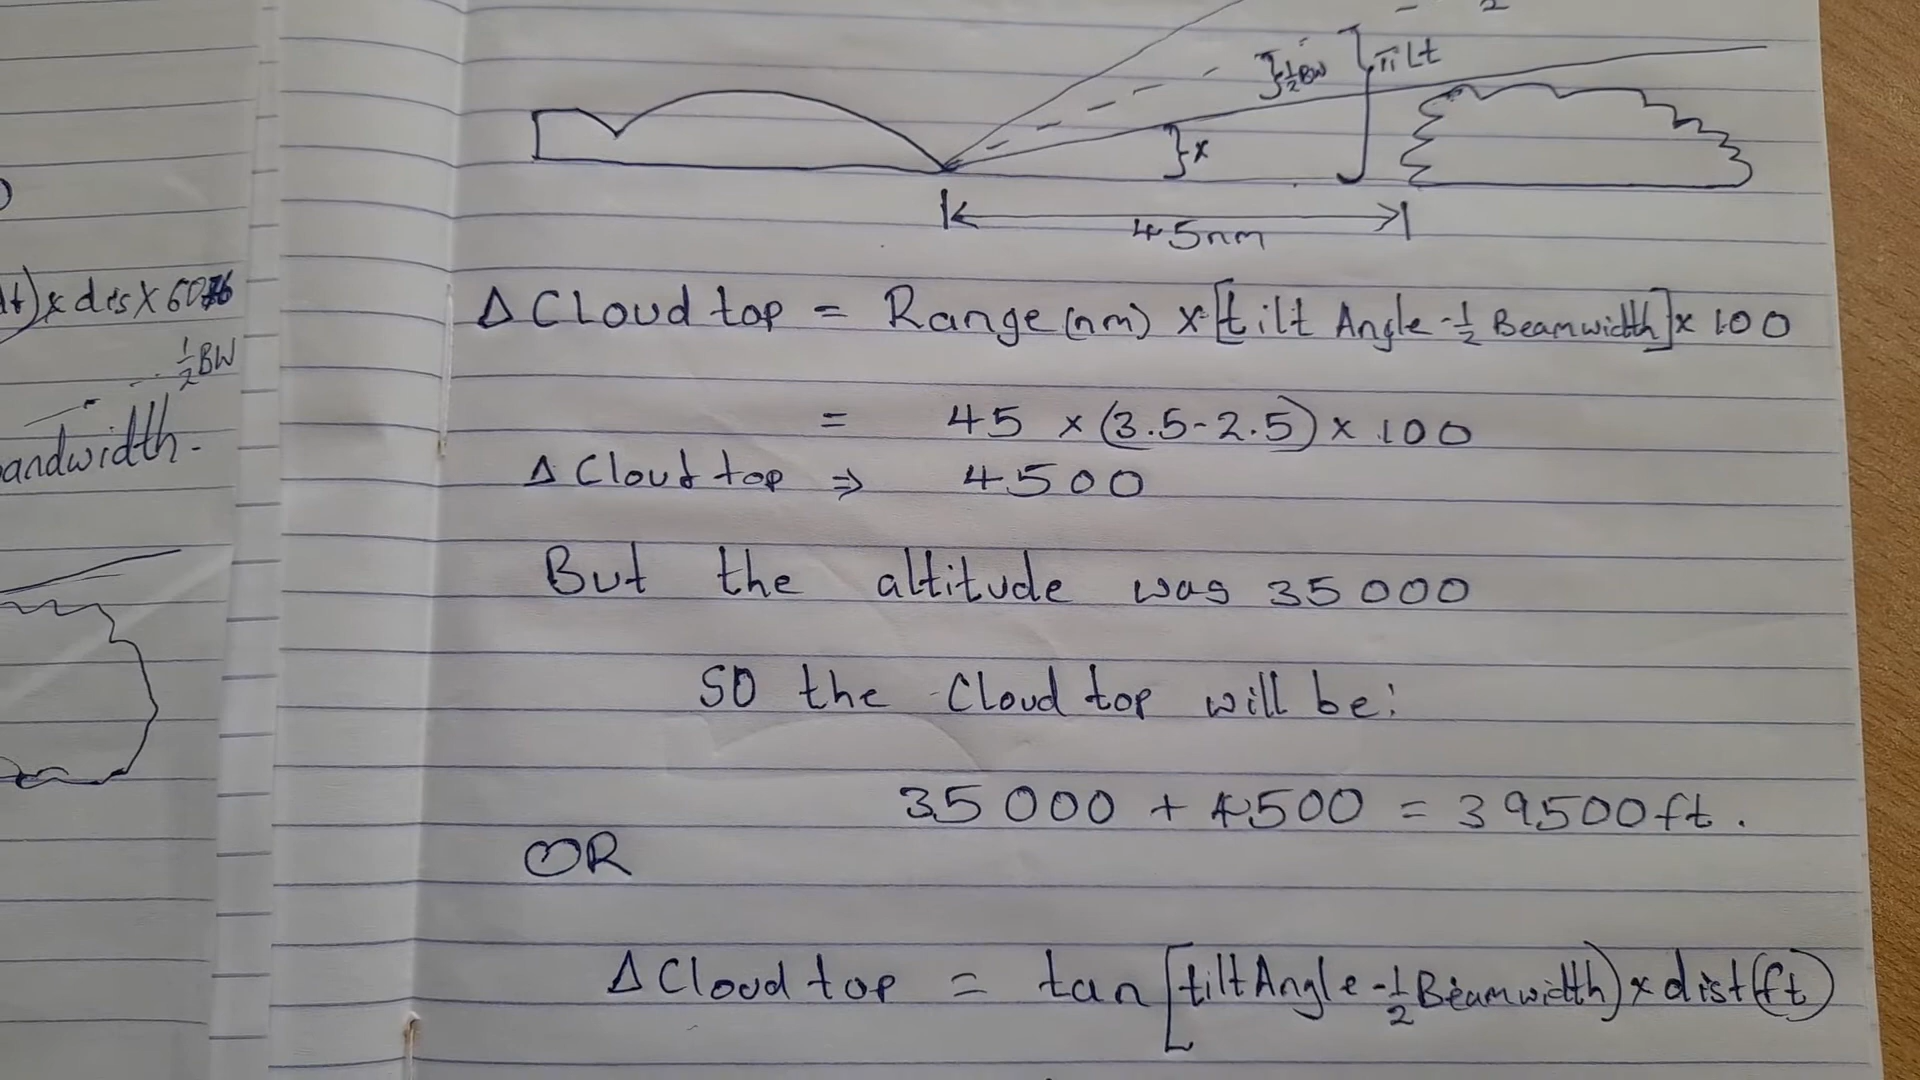 ½BW
TiLt
x
45nm
Δ Cloud top = Range (nm) x [tilt Angle - ½ Beamwidth] x 100
= 45 x (3.5-2.5) x 100
Δ Cloud top ⇒ 4500
But the altitude was 35000
SO the Cloud top will be:
35000 + 4500 = 39500ft.
OR
Δ Cloud top = tan [tilt Angle - ½ Beamwidth) x dist (ft)
) x dis x 6076
½BW
andwidth.